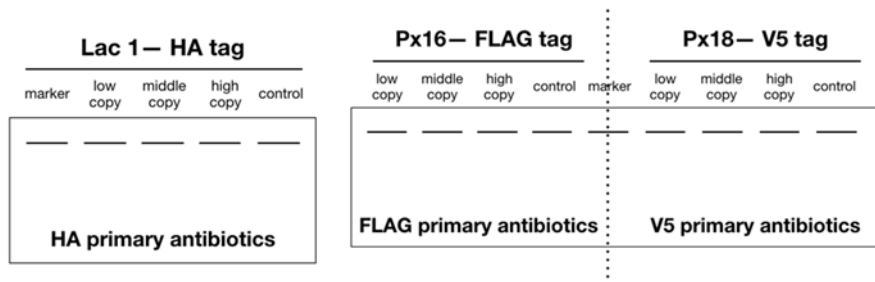 Lac 1— HA tag
marker low copy middle copy high copy control
HA primary antibiotics
Px16— FLAG tag Px18— V5 tag
low copy middle copy high copy control marker low copy middle copy high copy control
FLAG primary antibiotics V5 primary antibiotics